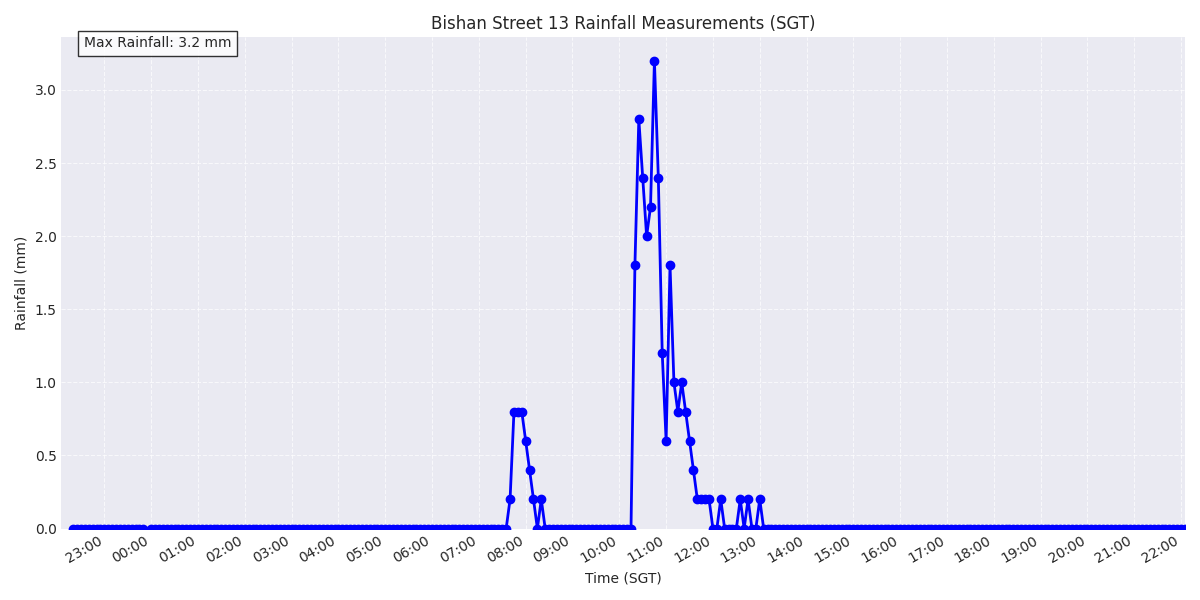 Bishan Street 13 Rainfall Measurements (SGT)
Max Rainfall: 3.2 mm
Rainfall (mm)
3.0
2.5
2.0
1.5
1.0
0.5
0.0
23:00 00:00 01:00 02:00 03:00 04:00 05:00 06:00 07:00 08:00 09:00 10:00 11:00 12:00 13:00 14:00 15:00 16:00 17:00 18:00 19:00 20:00 21:00 22:00
Time (SGT)